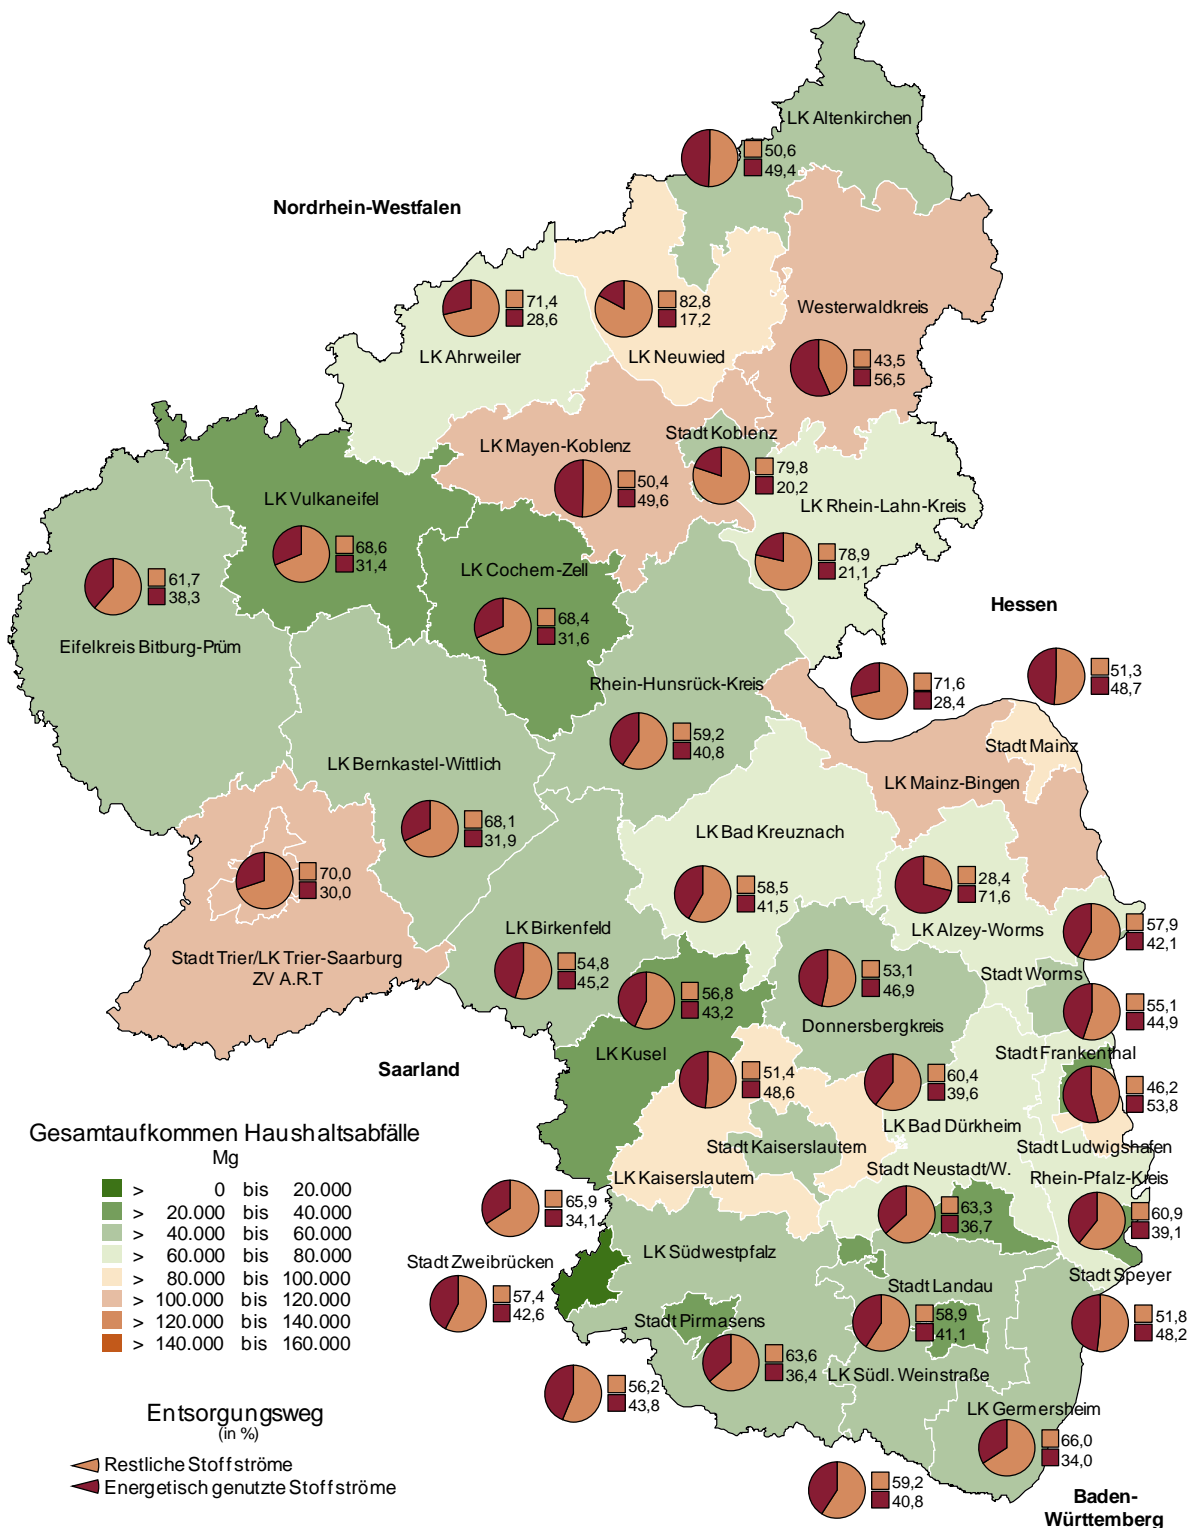 LK Altenkirchen
50,6
49,4
Nordrhein-Westfalen
71,4
28,6
LK Ahrweiler
82,8
17,2
LK Neuwied
Westerwaldkreis
43,5
56,5
LK Mayen-Koblenz
50,4
49,6
Stadt Koblenz
79,8
20,2
LK Rhein-Lahn-Kreis
78,9
21,1
LK Vulkaneifel
68,6
31,4
LK Cochem-Zell
68,4
31,6
61,7
38,3
Eifelkreis Bitburg-Prüm
Hessen
Rhein-Hunsrück-Kreis
59,2
40,8
71,6
28,4
51,3
48,7
Stadt Mainz
LK Mainz-Bingen
LK Bernkastel-Wittlich
68,1
31,9
LK Bad Kreuznach
58,5
41,5
28,4
71,6
LK Alzey-Worms
70,0
30,0
Stadt Trier/LK Trier-Saarburg
ZV A.R.T
LK Birkenfeld
54,8
45,2
57,9
42,1
Stadt Worms
53,1
46,9
Donnersbergkreis
56,8
43,2
LK Kusel
55,1
44,9
Stadt Frankenthal
Saarland
51,4
48,6
60,4
39,6
LK Bad Dürkheim
46,2
53,8
Stadt Ludwigshafen
Stadt Kaiserslautern
LK Kaiserslautern
Stadt Neustadt/W.
63,3
36,7
Rhein-Pfalz-Kreis
60,9
39,1
Stadt Speyer
51,8
48,2
65,9
34,1
LK Südwestpfalz
Stadt Zweibrücken
57,4
42,6
Stadt Landau
58,9
41,1
Stadt Pirmasens
63,6
36,4
LK Südl. Weinstraße
56,2
43,8
LK Germersheim
66,0
34,0
59,2
40,8
Baden-
Württemberg
Gesamtaufkommen Haushaltsabfälle
Mg
> 0 bis 20.000
> 20.000 bis 40.000
> 40.000 bis 60.000
> 60.000 bis 80.000
> 80.000 bis 100.000
> 100.000 bis 120.000
> 120.000 bis 140.000
> 140.000 bis 160.000
Entsorgungsweg
(in %)
Restliche Stoffströme
Energetisch genutzte Stoffströme